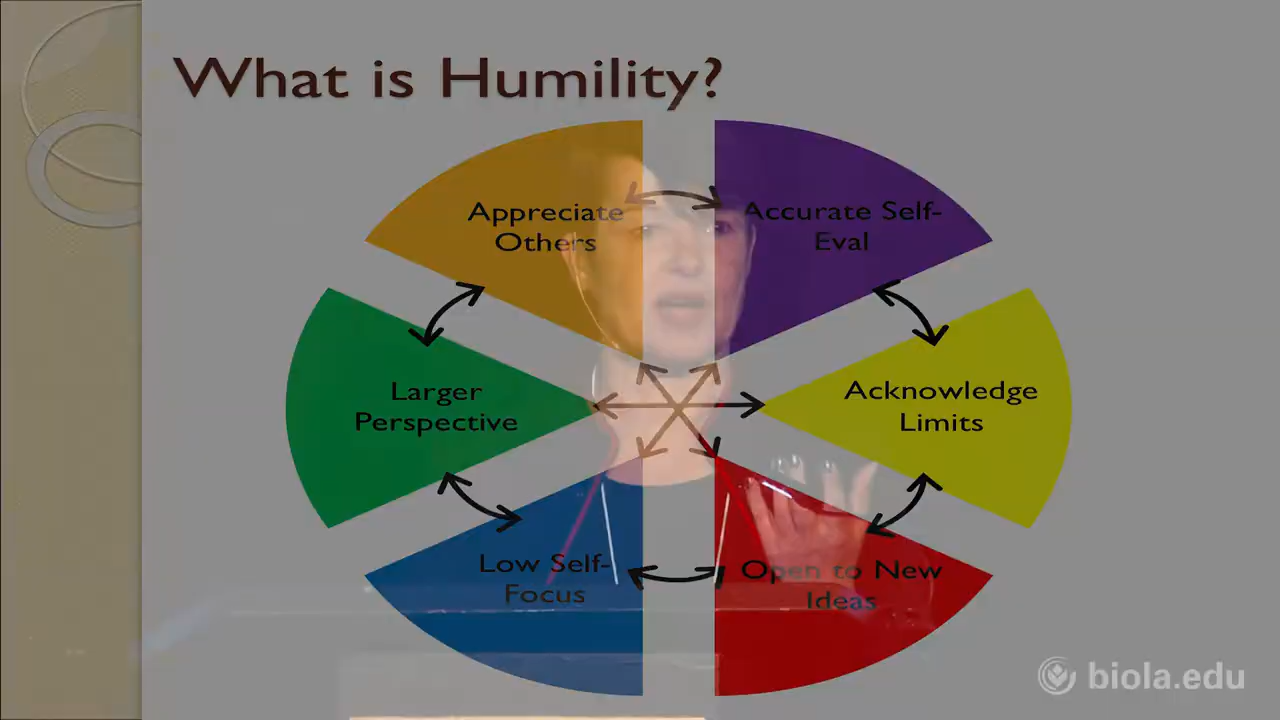 What is Humility?
Appreciate
Others
Accurate Self-
Eval
Larger
Perspective
Acknowledge
Limits
Low Self-
Focus
Open to New
Ideas
biola.edu